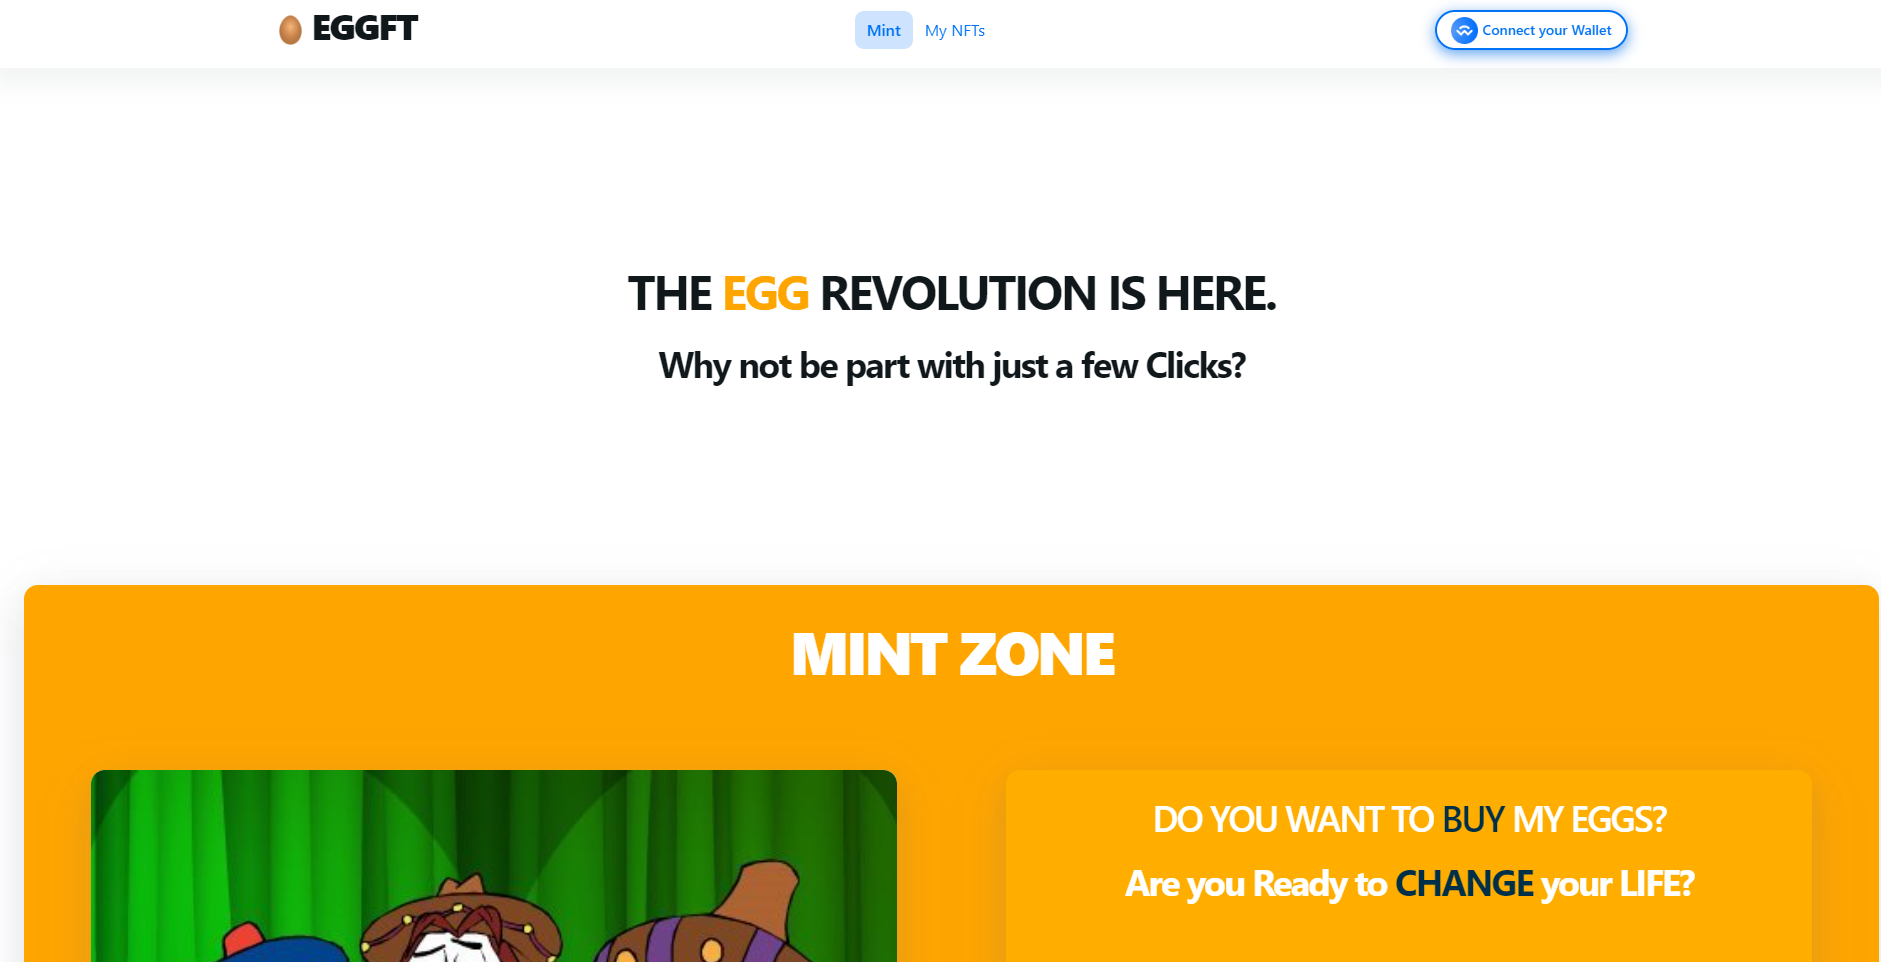 EGGFT
Mint
My NFTs
Connect your Wallet
THE EGG REVOLUTION IS HERE.
Why not be part with just a few Clicks?
MINT ZONE
DO YOU WANT TO BUY MY EGGS?
Are you Ready to CHANGE your LIFE?